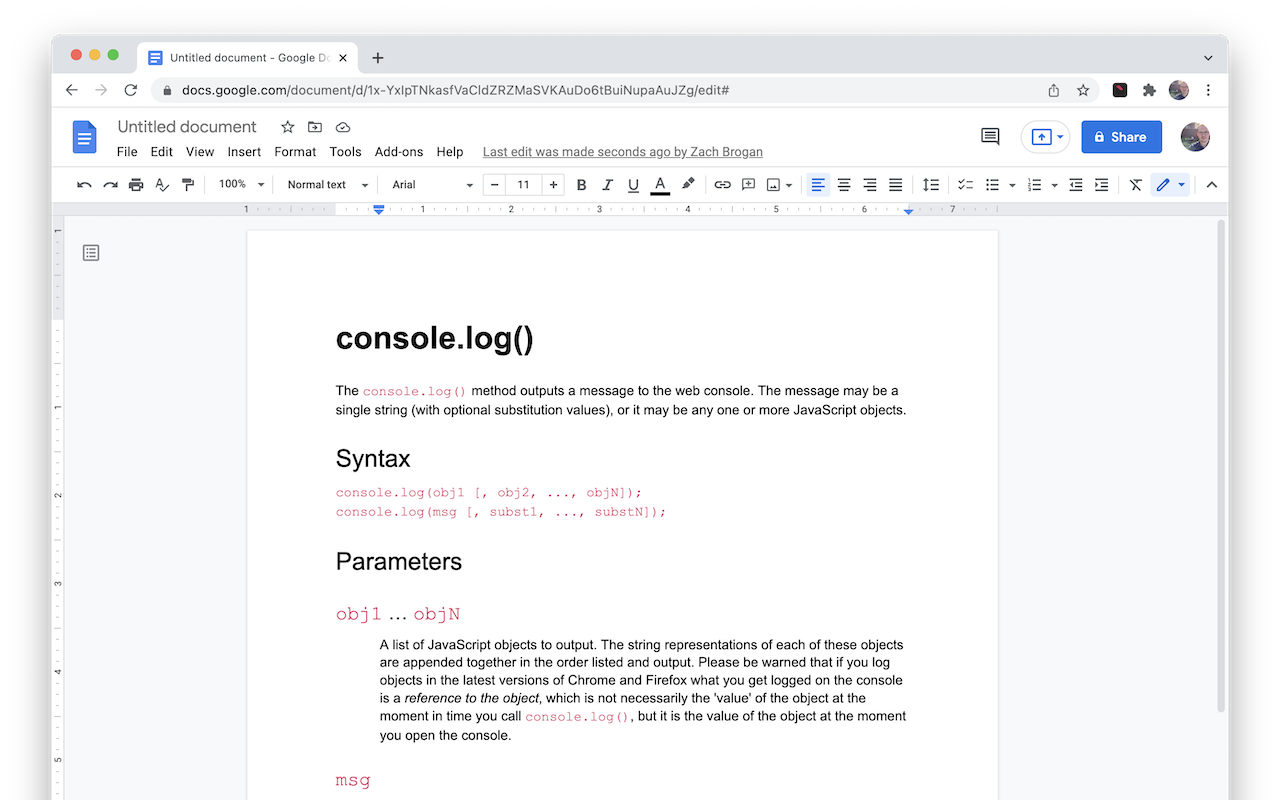 Untitled document - Google Do
docs.google.com/document/d/1x-YxlpTNkasfVaCldZRZMaSVKAuDo6tBuiNupaAuJZg/edit#
Untitled document
File Edit View Insert Format Tools Add-ons Help Last edit was made seconds ago by Zach Brogan
Share
100% Normal text Arial 11 B I U A
1 1 2 3 4 5 6 7
console.log()
The console.log() method outputs a message to the web console. The message may be a
single string (with optional substitution values), or it may be any one or more JavaScript objects.
Syntax
console.log(obj1 [, obj2, ..., objN]);
console.log(msg [, subst1, ..., substN]);
Parameters
obj1 ... objN
A list of JavaScript objects to output. The string representations of each of these objects
are appended together in the order listed and output. Please be warned that if you log
objects in the latest versions of Chrome and Firefox what you get logged on the console
is a reference to the object, which is not necessarily the 'value' of the object at the
moment in time you call console.log(), but it is the value of the object at the moment
you open the console.
msg
1
1
2
3
4
5